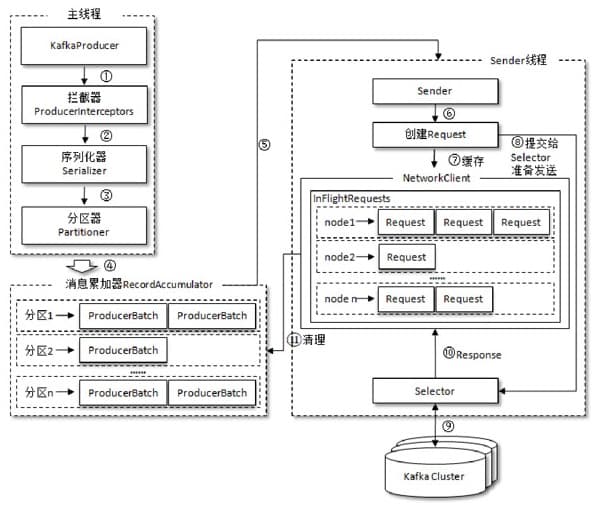 主线程
KafkaProducer
①
拦截器
ProducerInterceptors
②
序列化器
Serializer
③
分区器
Partitioner
④
消息累加器RecordAccumulator
分区1
ProducerBatch
ProducerBatch
分区2
ProducerBatch
......
分区n
ProducerBatch
ProducerBatch
⑤
Sender线程
Sender
⑥
创建Request
⑦缓存
⑧提交给
Selector
准备发送
NetworkClient
InFlightRequests
node1
Request
Request
Request
node2
Request
......
node n
Request
Request
⑪清理
⑩Response
Selector
⑨
Kafka Cluster